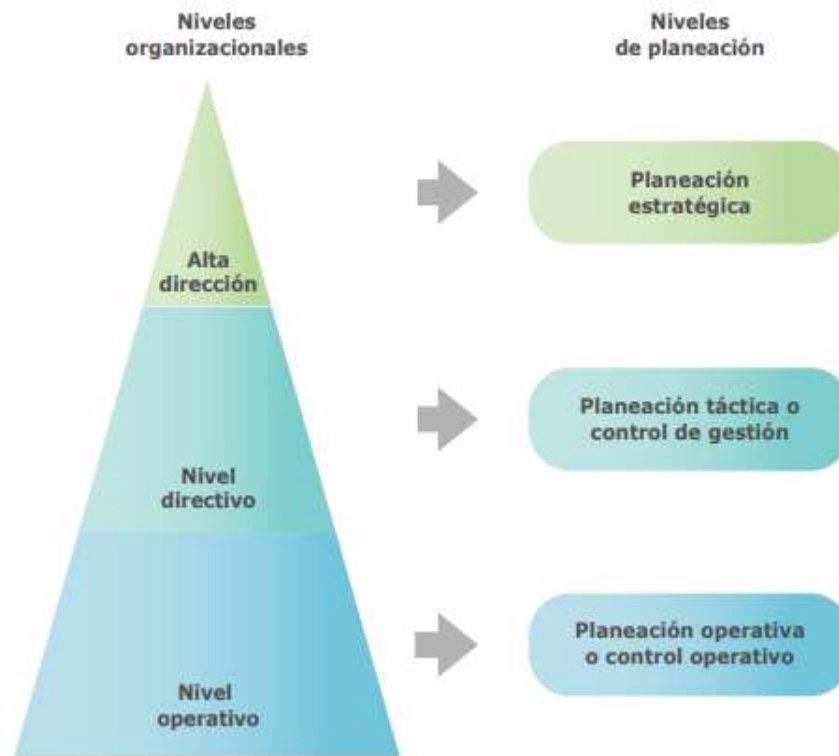 Niveles
organizacionales
Niveles
de planeación
Alta
dirección
Planeación
estratégica
Nivel
directivo
Planeación táctica o
control de gestión
Nivel
operativo
Planeación operativa
o control operativo